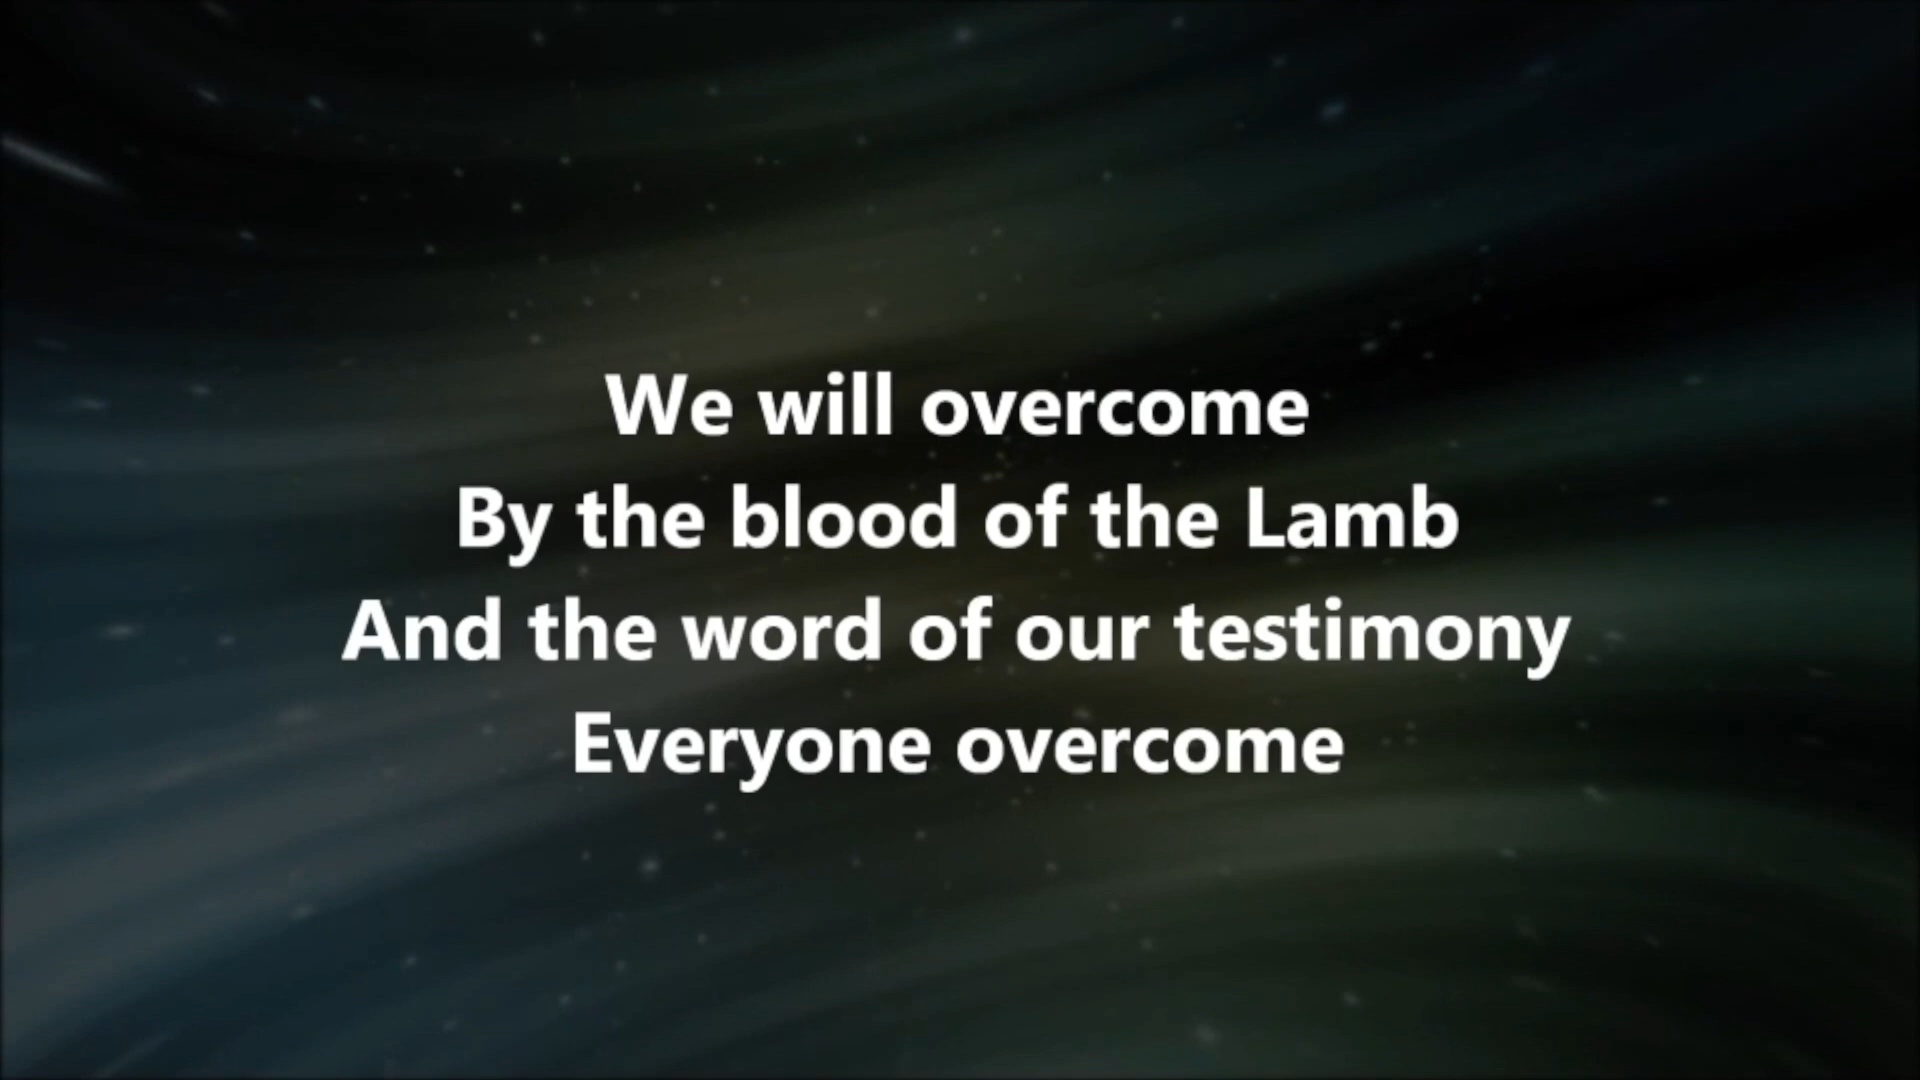 We will overcome
By the blood of the Lamb
And the word of our testimony
Everyone overcome